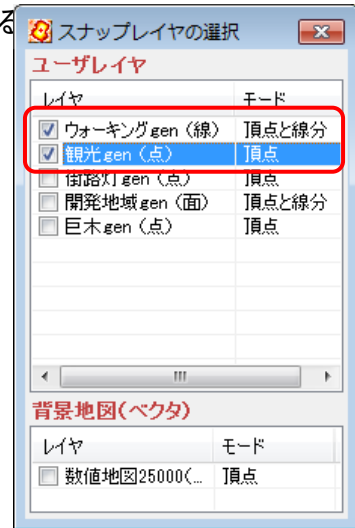 る
スナップレイヤの選択
ユーザレイヤ
レイヤ モード
ウォーキングgen（線） 頂点と線分
観光gen（点） 頂点
街路灯gen（点） 頂点
開発地域gen（面） 頂点と線分
巨木gen（点） 頂点
背景地図(ベクタ)
レイヤ モード
数値地図25000(... 頂点